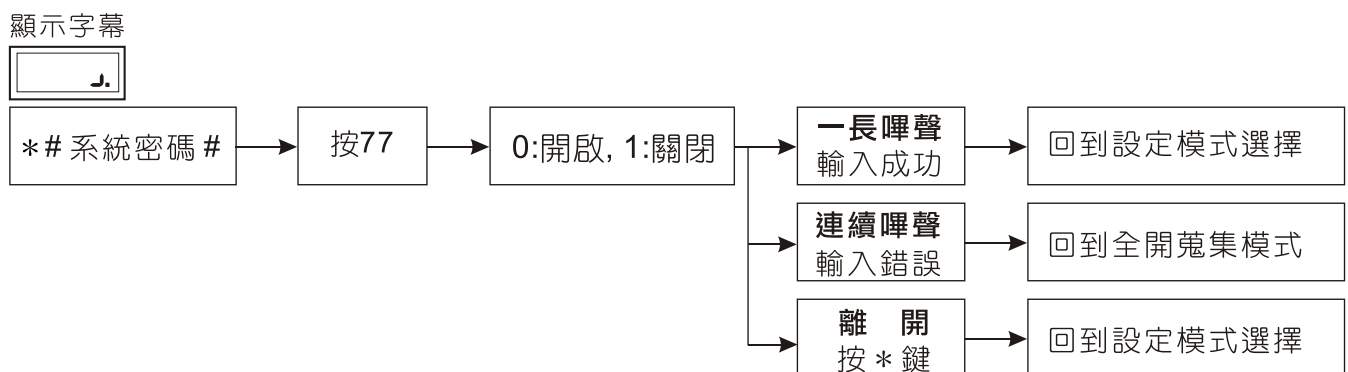 顯示字幕
┘.
*# 系統密碼 #
按77
0:開啟, 1:關閉
一長嗶聲
輸入成功
回到設定模式選擇
連續嗶聲
輸入錯誤
回到全開蒐集模式
離 開
按 * 鍵
回到設定模式選擇